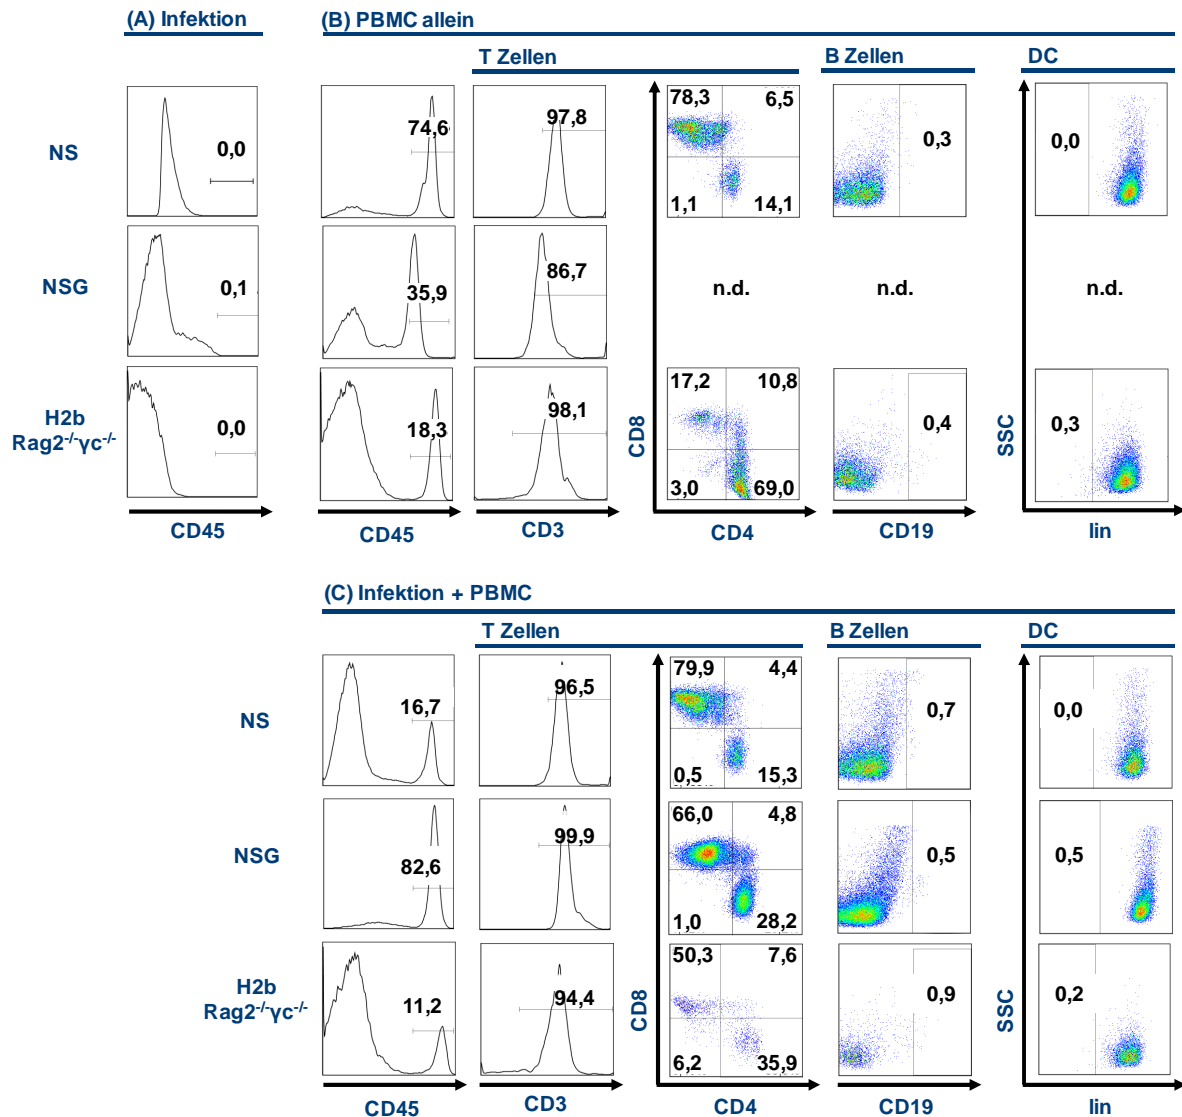 (A) Infektion
(B) PBMC allein
T Zellen
B Zellen
DC
NS
0,0
74,6
97,8
78,3
6,5
1,1
14,1
0,3
0,0
NSG
0,1
35,9
86,7
n.d.
n.d.
n.d.
H2b
Rag2-/-γc-/-
0,0
18,3
98,1
17,2
10,8
3,0
69,0
0,4
0,3
CD8
SSC
CD45
CD45
CD3
CD4
CD19
lin
(C) Infektion + PBMC
T Zellen
B Zellen
DC
NS
16,7
96,5
79,9
4,4
0,5
15,3
0,7
0,0
NSG
82,6
99,9
66,0
4,8
1,0
28,2
0,5
0,5
H2b
Rag2-/-γc-/-
11,2
94,4
50,3
7,6
6,2
35,9
0,9
0,2
CD8
SSC
CD45
CD3
CD4
CD19
lin